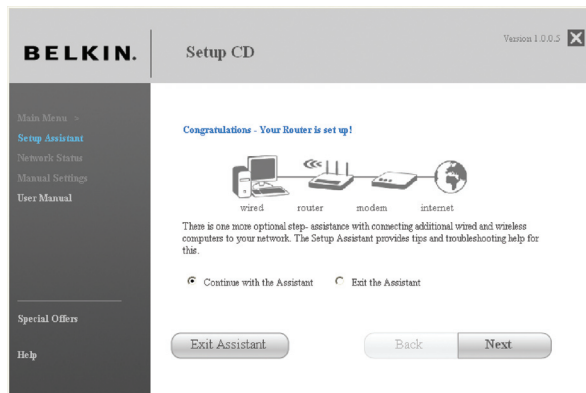 BELKIN.
Setup CD
Version 1.0.0.5
Main Menu >
Setup Assistant
Network Status
Manual Settings
User Manual
Special Offers
Help
Congratulations - Your Router is set up!
wired router modem internet
There is one more optional step- assistance with connecting additional wired and wireless
computers to your network. The Setup Assistant provides tips and troubleshooting help for
this.
Continue with the Assistant Exit the Assistant
Exit Assistant Back Next